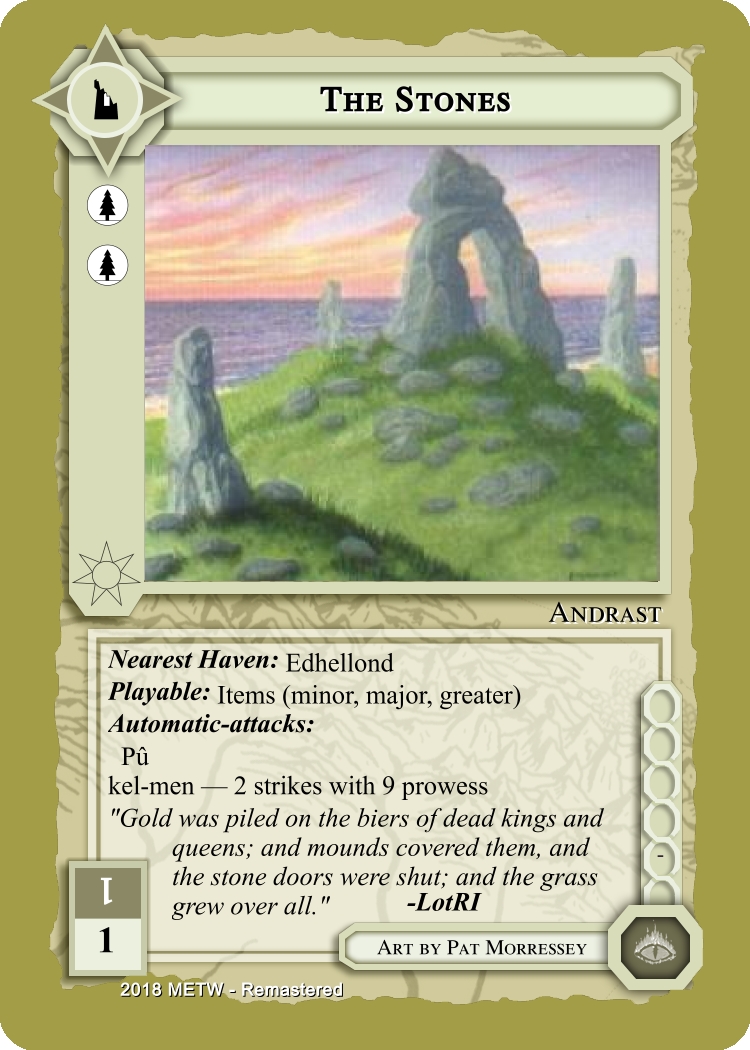 The Stones
Andrast
Nearest Haven: Edhellond
Playable: Items (minor, major, greater)
Automatic-attacks:
Pû
kel-men — 2 strikes with 9 prowess
"Gold was piled on the biers of dead kings and
queens; and mounds covered them, and
the stone doors were shut; and the grass
grew over all." -LotRI
-
1
1
Art by Pat Morressey
2018 METW - Remastered